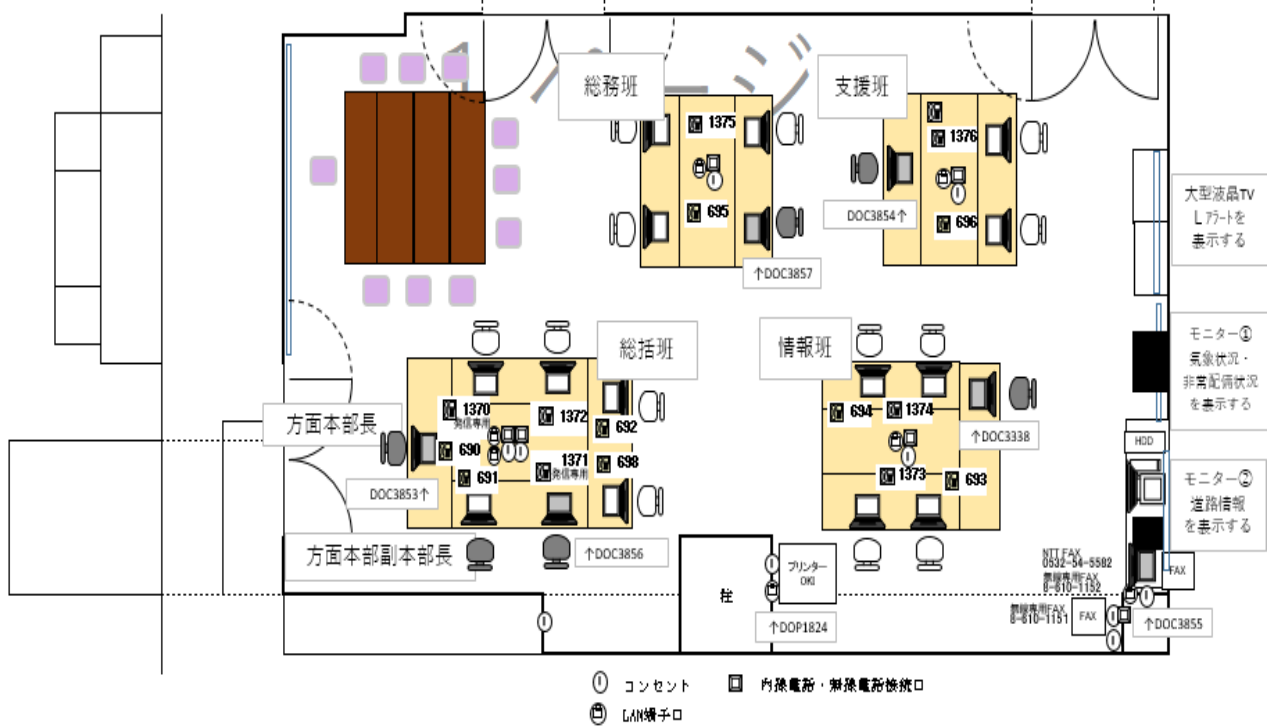 1 ページ
総務班
支援班
1375
1376
695
696
DOC3854↑
↑DOC3857
大型液晶TV
Lアラートを
表示する
総括班
情報班
モニター①
気象状況・
非常配備状況
を表示する
1370
発信専用
1372
692
694
1374
方面本部長
690
↑DOC3338
HDD
1371
発信専用
698
691
1373
693
DOC3853↑
モニター②
道路情報
を表示する
方面本部副本部長
↑DOC3856
NTT FAX
0532-54-5582
無線専用FAX
8-610-1152
FAX
プリンター
OKI
柱
無線専用FAX
8-610-1151
FAX
↑DOP1824
↑DOC3855
コンセント
内線電話・無線電話接続口
LAN端子口